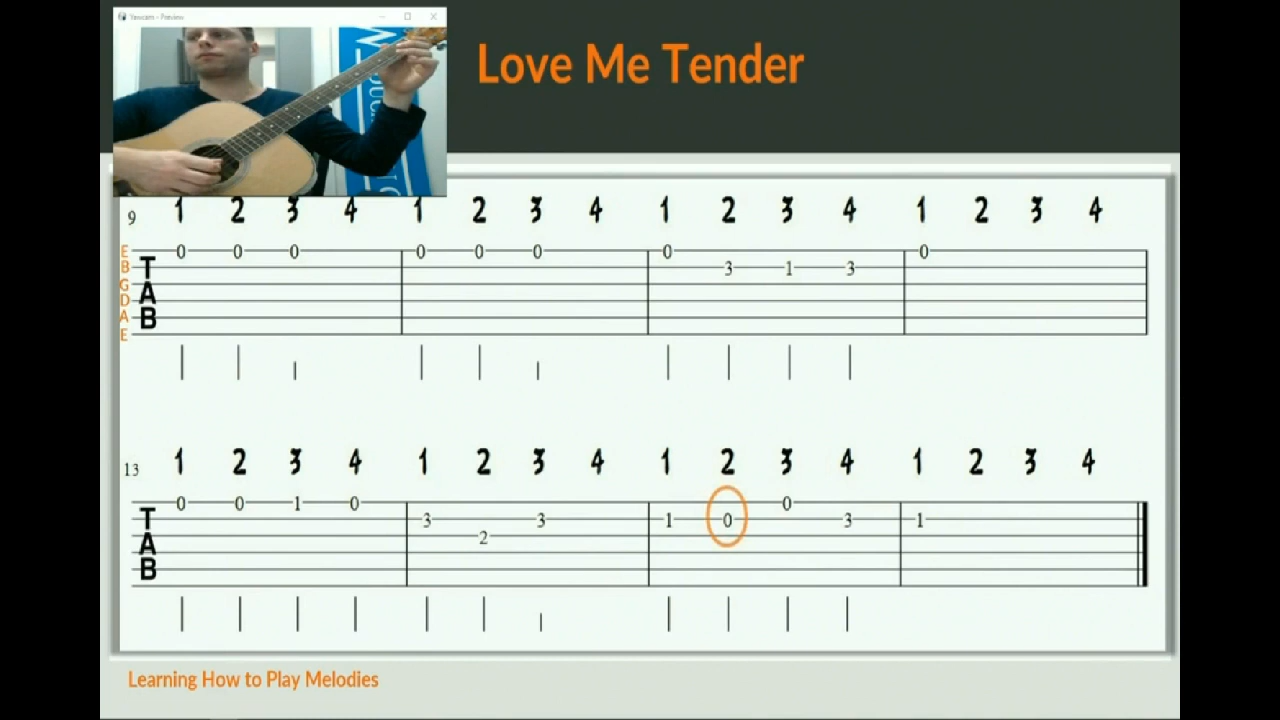 Yawcam - Preview
Love Me Tender
9 1 2 3 4 1 2 3 4 1 2 3 4 1 2 3 4
E 0 0 0 0 0 0 0 0
B T 3 1 3
G
D A
A B
E
13 1 2 3 4 1 2 3 4 1 2 3 4 1 2 3 4
0 0 1 0 0
T 3 3 1 0 3 1
2
A
B
Learning How to Play Melodies